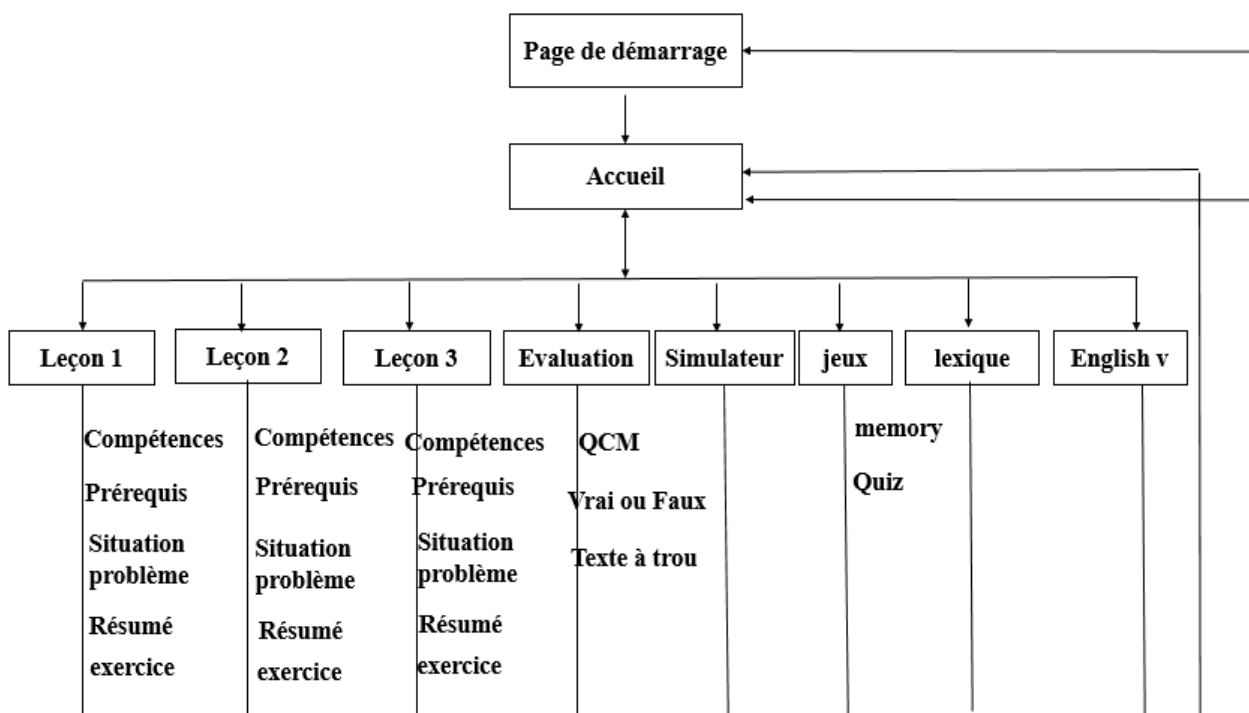 Page de démarrage
Accueil
Leçon 1
Leçon 2
Leçon 3
Evaluation
Simulateur
jeux
lexique
English v
Compétences
Prérequis
Situation
problème
Résumé
exercice
Compétences
Prérequis
Situation
problème
Résumé
exercice
Compétences
Prérequis
Situation
problème
Résumé
exercice
QCM
Vrai ou Faux
Texte à trou
memory
Quiz